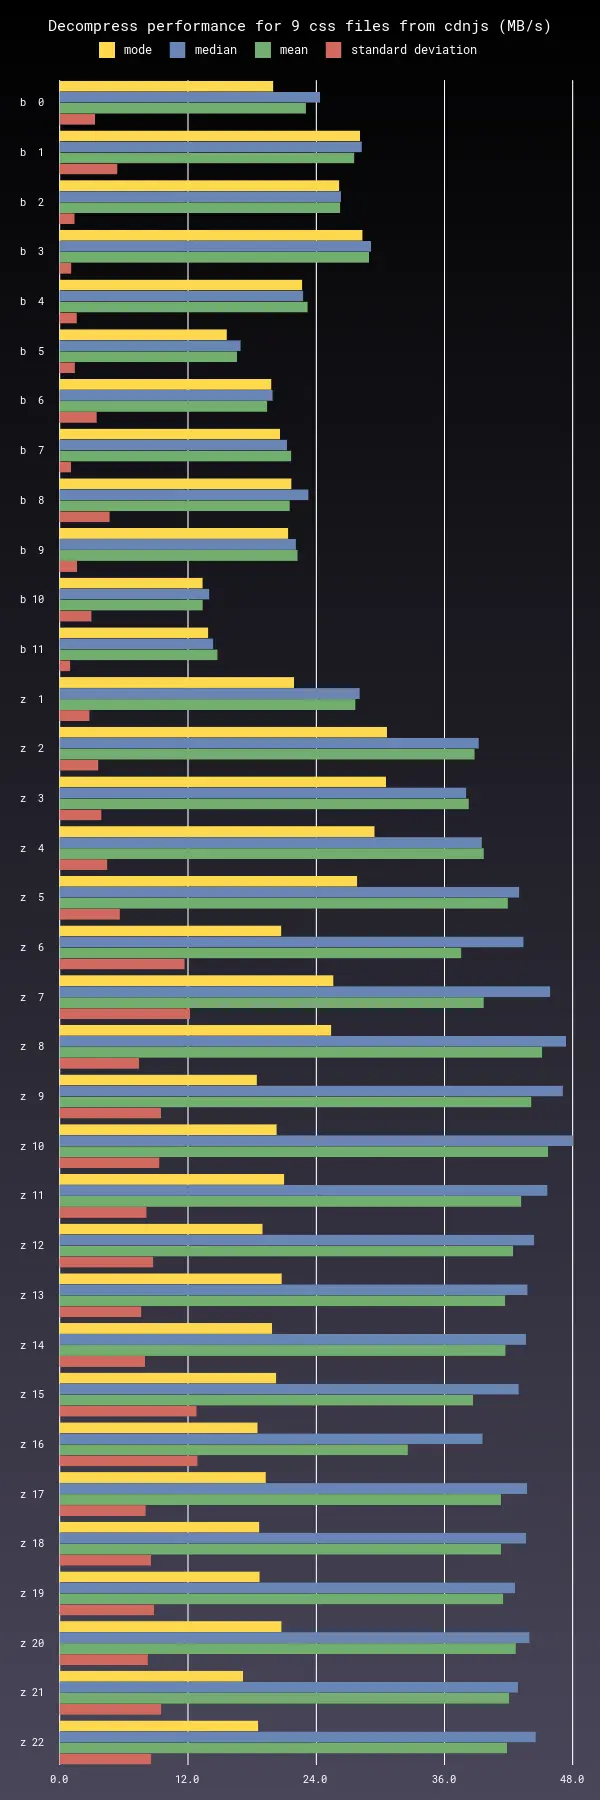 Decompress performance for 9 css files from cdnjs (MB/s)
mode median mean standard deviation
b 0
b 1
b 2
b 3
b 4
b 5
b 6
b 7
b 8
b 9
b 10
b 11
z 1
z 2
z 3
z 4
z 5
z 6
z 7
z 8
z 9
z 10
z 11
z 12
z 13
z 14
z 15
z 16
z 17
z 18
z 19
z 20
z 21
z 22
0.0 12.0 24.0 36.0 48.0